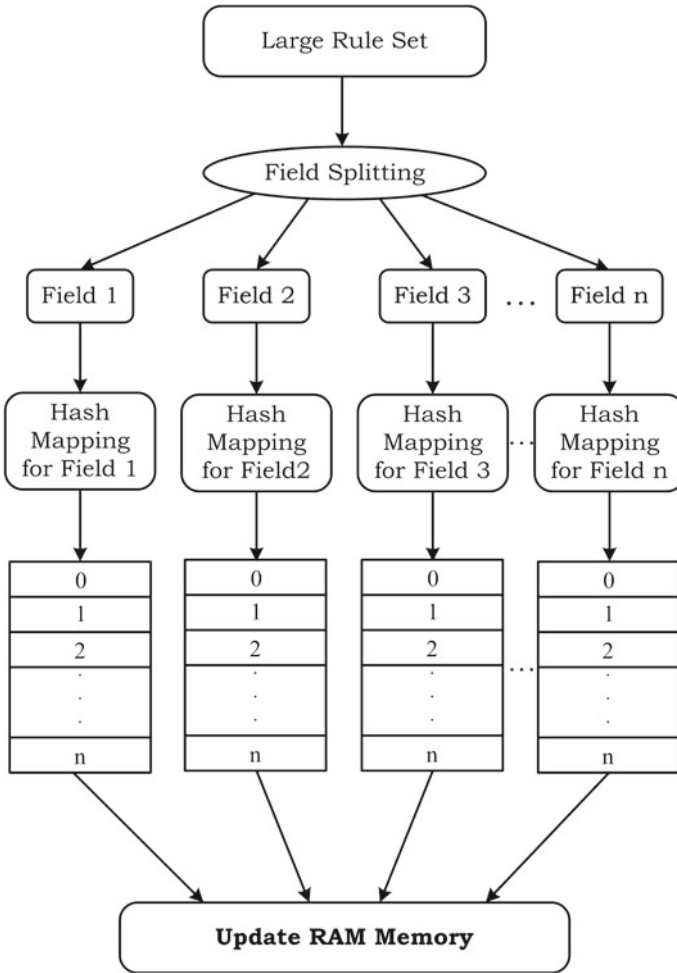 Large Rule Set
Field Splitting
Field 1
Field 2
Field 3
...
Field n
Hash
Mapping
for Field 1
Hash
Mapping
for Field2
Hash
Mapping
for Field 3
...
Hash
Mapping
for Field n
0
1
2
.
.
.
n
0
1
2
.
.
.
n
0
1
2
.
.
.
n
...
0
1
2
.
.
.
n
Update RAM Memory